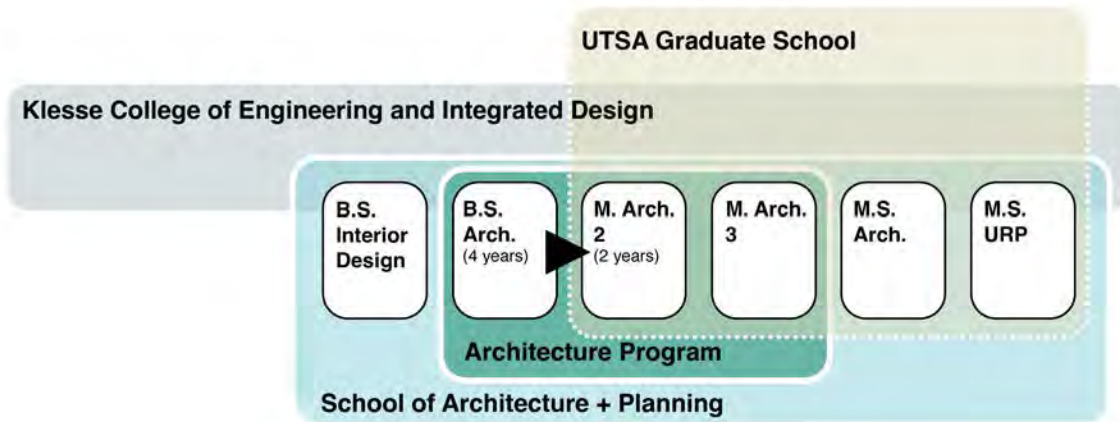 UTSA Graduate School
Klesse College of Engineering and Integrated Design
B.S.
Interior
Design
B.S.
Arch.
(4 years)
M. Arch.
2
(2 years)
M. Arch.
3
M.S.
Arch.
M.S.
URP
Architecture Program
School of Architecture + Planning